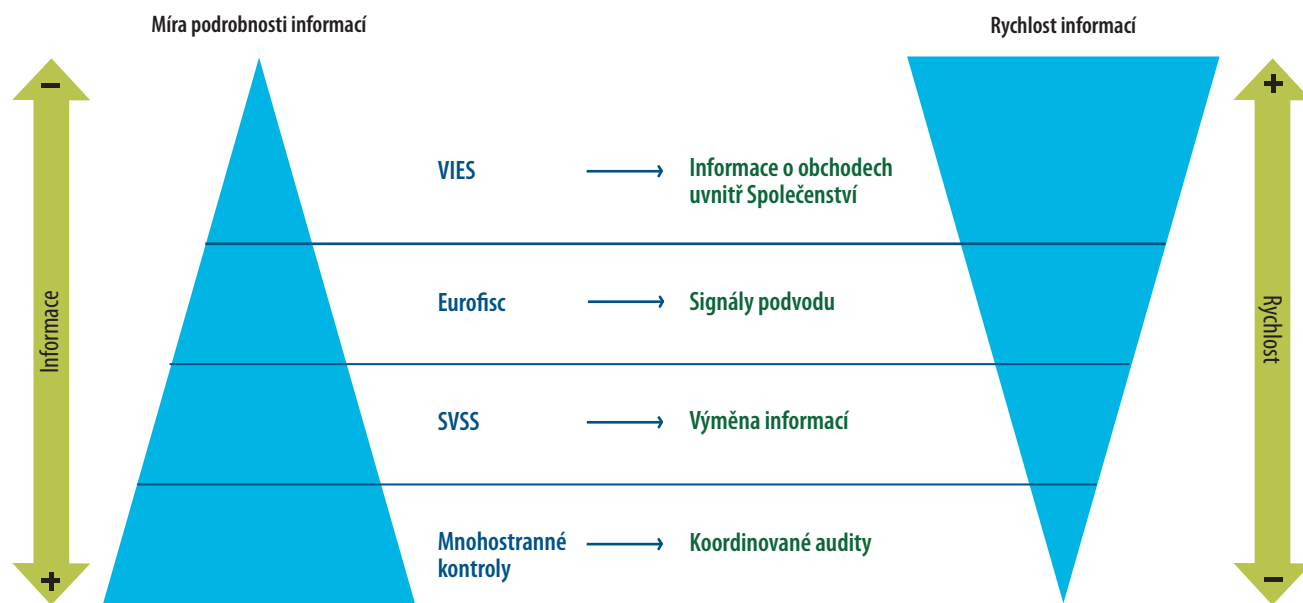 Míra podrobnosti informací
Rychlost informací
–
+
VIES
Informace o obchodech
uvnitř Společenství
Eurofisc
Signály podvodu
Informace
Rychlost
SVSS
Výměna informací
Mnohostranné
kontroly
Koordinované audity
+
–